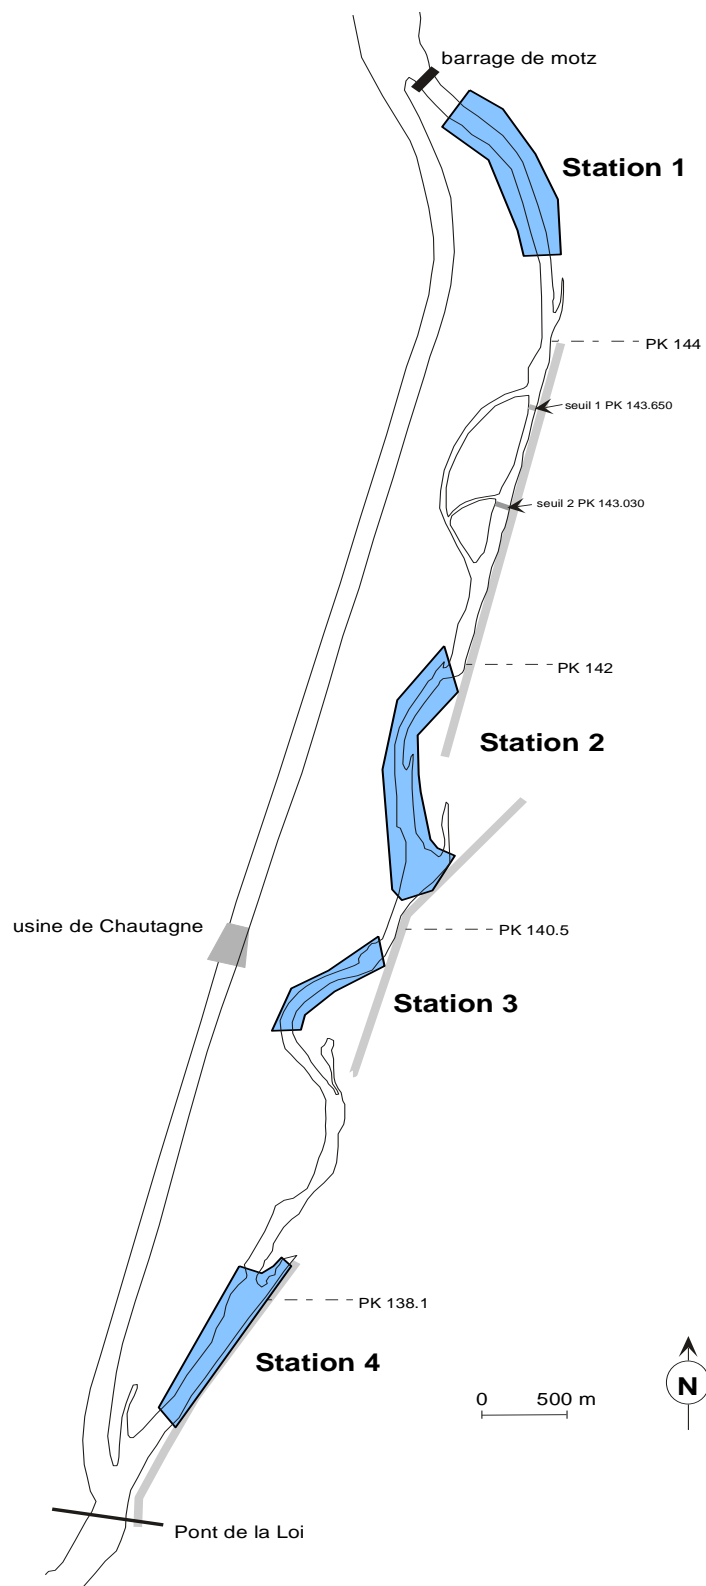 barrage de motz
Station 1
PK 144
seuil 1 PK 143.650
seuil 2 PK 143.030
PK 142
Station 2
usine de Chautagne
PK 140.5
Station 3
PK 138.1
Station 4
0 500 m
N
Pont de la Loi